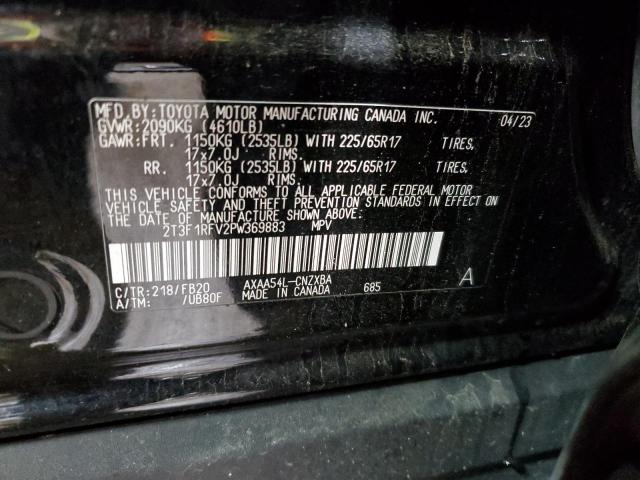 MFD.BY:TOYOTA MOTOR MANUFACTURING CANADA INC. 04/23
GVWR:2090KG (4610LB)
GAWR:FRT. 1150KG (2535LB) WITH 225/65R17 TIRES,
17x7.0J RIMS.
RR. 1150KG (2535LB) WITH 225/65R17 TIRES,
17x7.0J RIMS.
THIS VEHICLE CONFORMS TO ALL APPLICABLE FEDERAL MOTOR
VEHICLE SAFETY AND THEFT PREVENTION STANDARDS IN EFFECT
ON THE DATE OF MANUFACTURE SHOWN ABOVE.
2T3F1RFV2PW369883 MPV
C/TR:218/FB20 AXAA54L-CNZXBA A
A/TM: /UB80F MADE IN CANADA 685